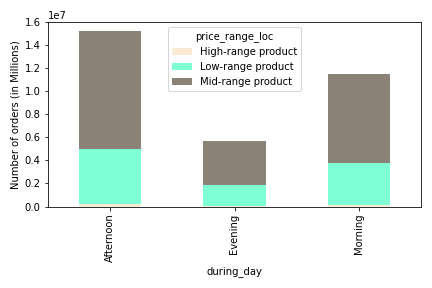 1e7
1.6
1.4
1.2
1.0
0.8
0.6
0.4
0.2
0.0
Number of orders (in Millions)
price_range_loc
High-range product
Low-range product
Mid-range product
Afternoon
Evening
Morning
during_day